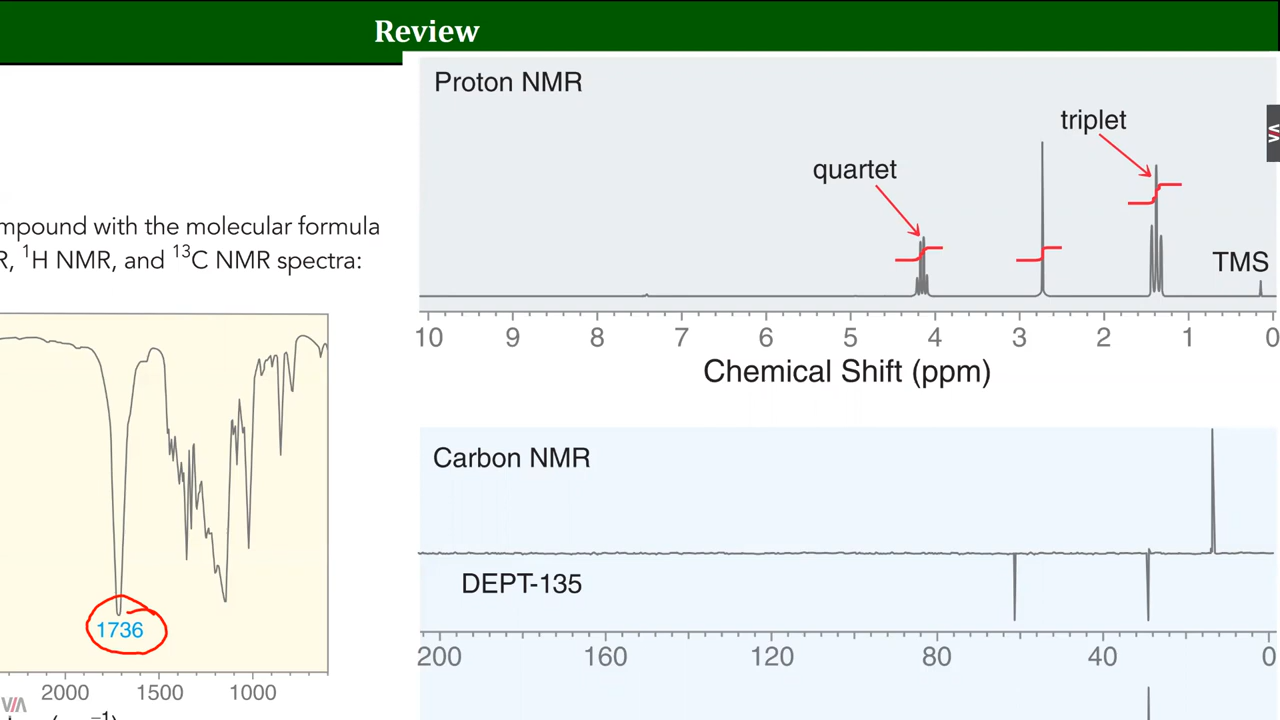 Review
mpound with the molecular formula
R, ¹H NMR, and ¹³C NMR spectra:
1736
2000 1500 1000
Proton NMR
quartet
triplet
TMS
10 9 8 7 6 5 4 3 2 1 0
Chemical Shift (ppm)
Carbon NMR
DEPT-135
200 160 120 80 40 0